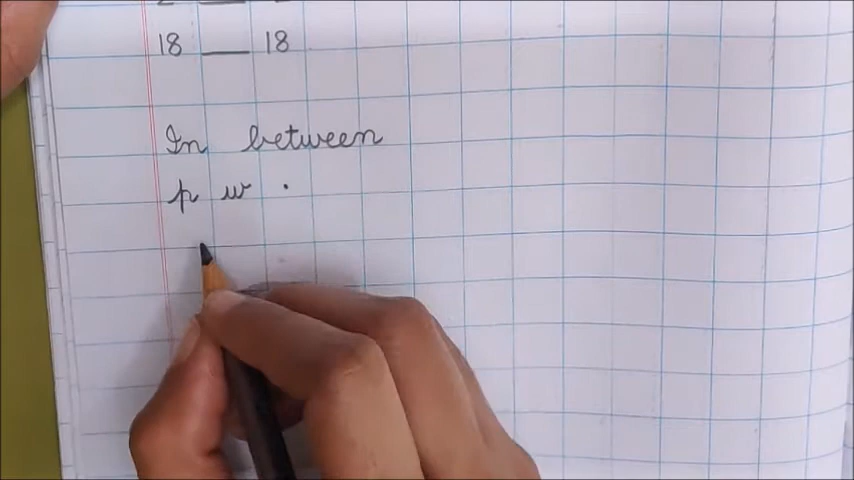 18 ___ 18
In between
p w .